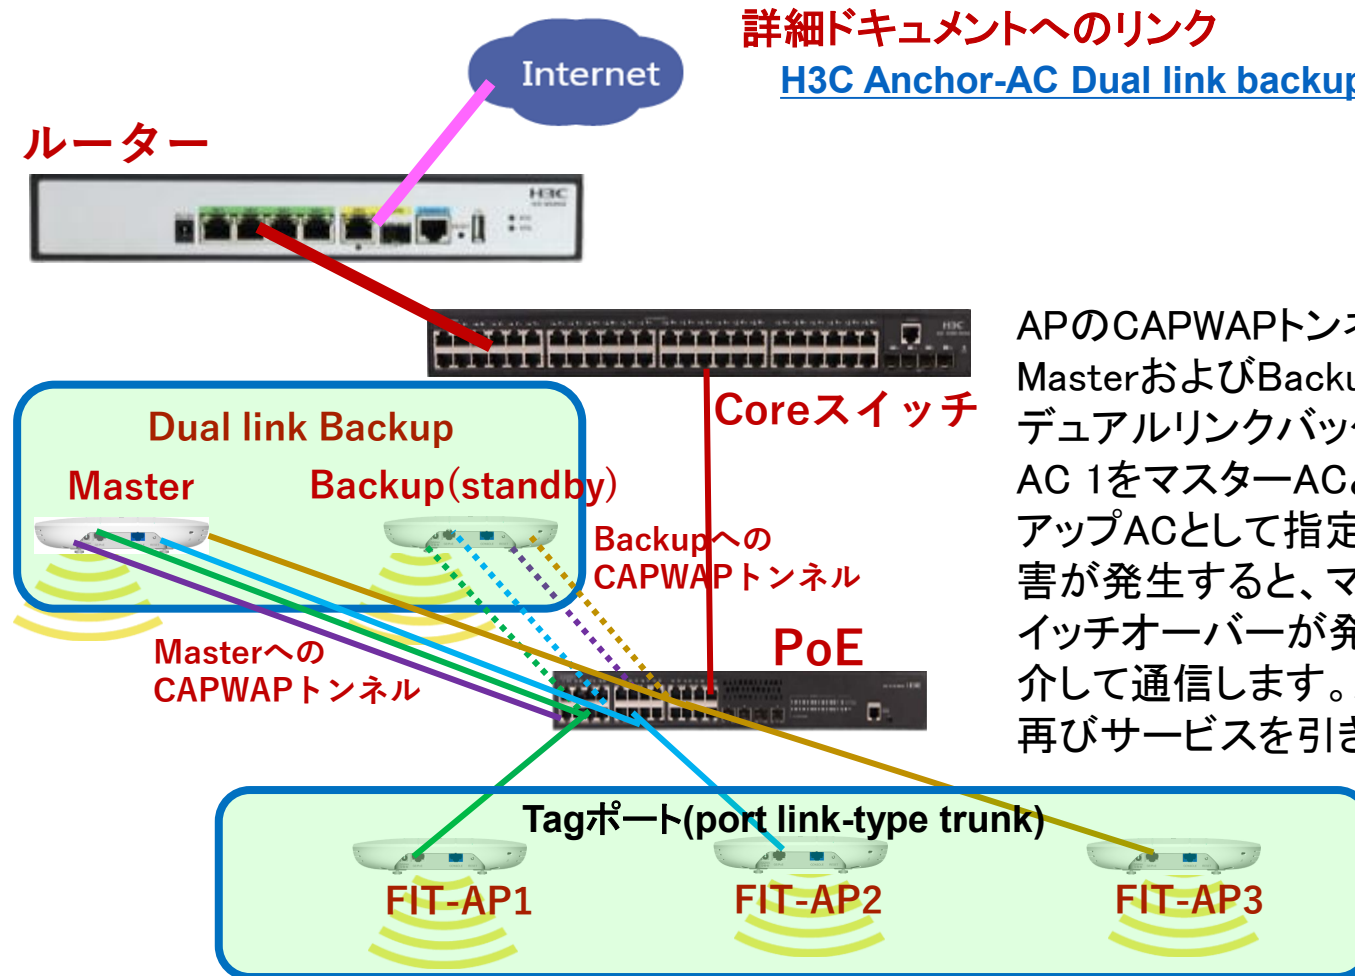 詳細ドキュメントへのリンク
H3C Anchor-AC Dual link backup
Internet
ルーター
H3C
H3C
Coreスイッチ
Dual link Backup
Master
Backup(standby)
Backupへの
CAPWAPトンネル
Masterへの
CAPWAPトンネル
PoE
APのCAPWAPトンネ
MasterおよびBacku
デュアルリンクバッ
AC 1をマスターAC
アップACとして指定
害が発生すると、マ
イッチオーバーが発
介して通信します。
再びサービスを引き
Tagポート(port link-type trunk)
FIT-AP1
FIT-AP2
FIT-AP3